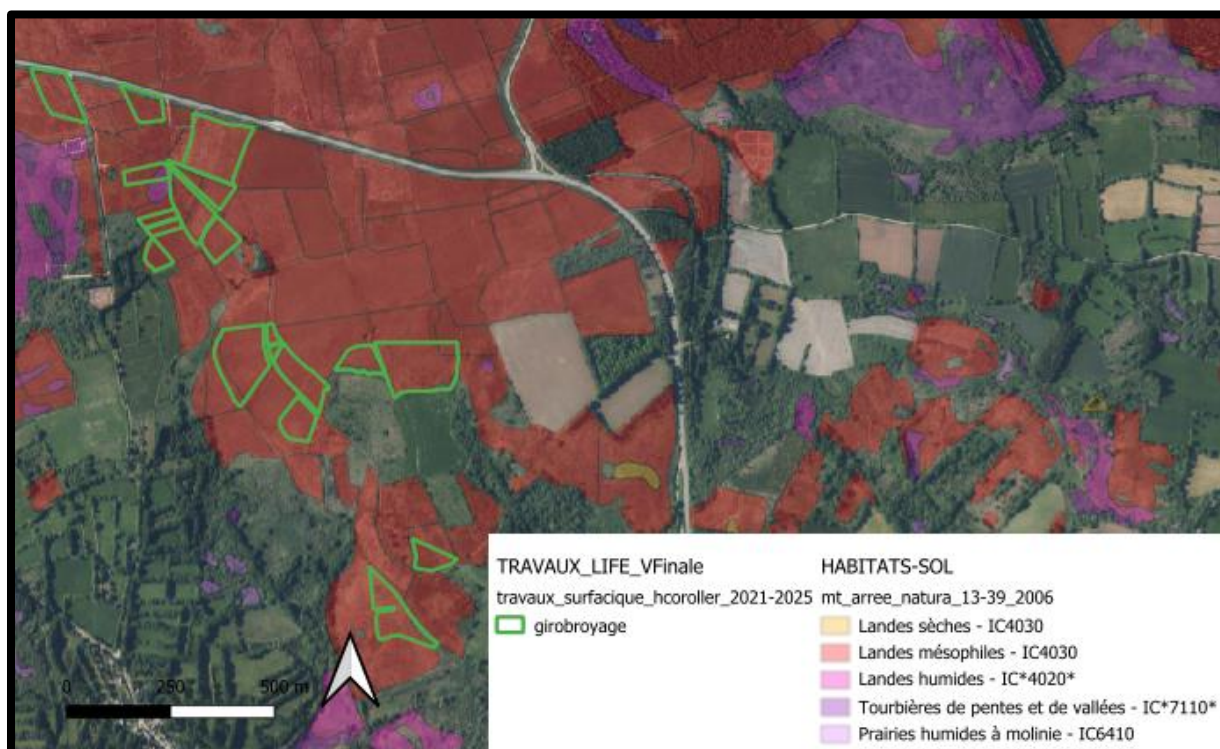 TRAVAUX_LIFE_VFinale
travaux_surfacique_hcoroller_2021-2025
girobroyage
HABITATS-SOL
mt_arree_natura_13-39_2006
Landes sèches - IC4030
Landes mésophiles - IC4030
Landes humides - IC*4020*
Tourbières de pentes et de vallées - IC*7110*
Prairies humides à molinie - IC6410
0 250 500 m